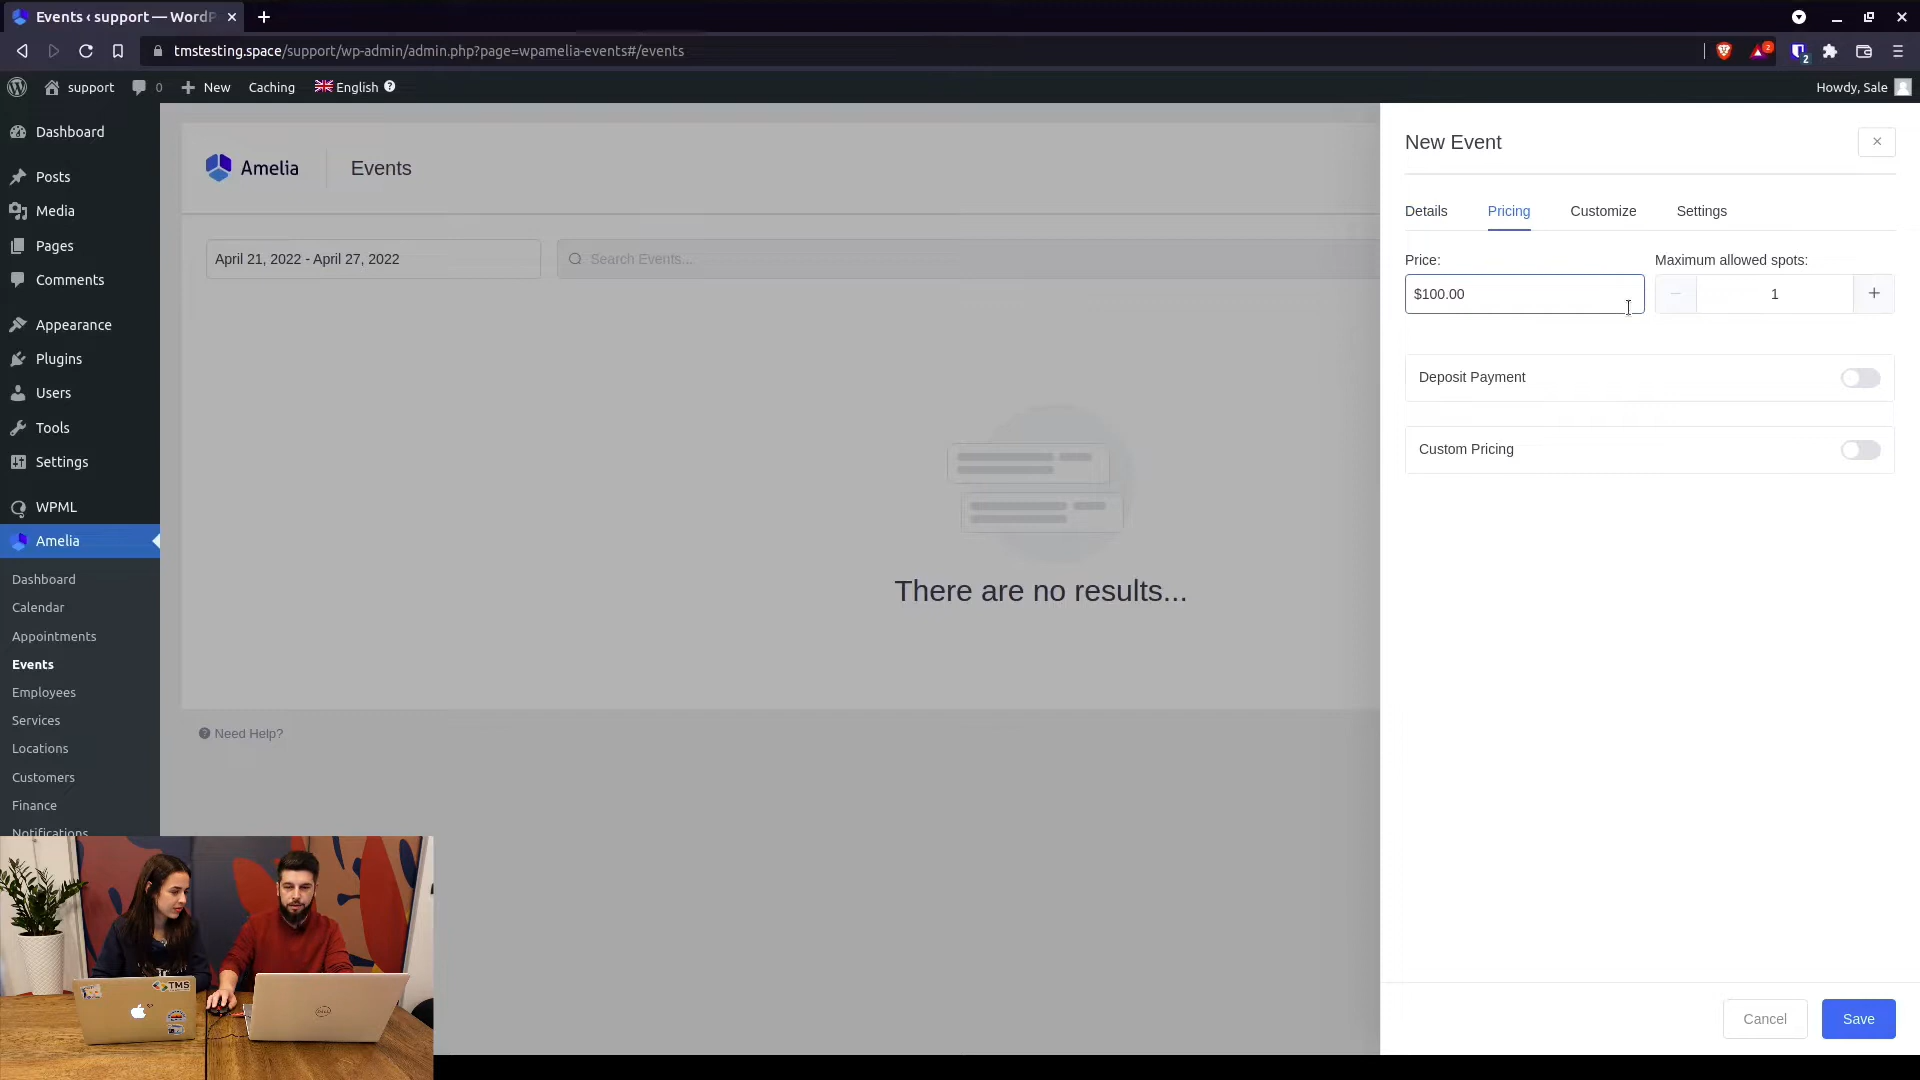 Events ‹ support — WordP
tmstesting.space/support/wp-admin/admin.php?page=wpamelia-events#/events
2
2
support
0
New
Caching
English
Howdy, Sale
Dashboard
Posts
Media
Pages
Comments
Appearance
Plugins
Users
Tools
Settings
WPML
Amelia
Dashboard
Calendar
Appointments
Events
Employees
Services
Locations
Customers
Finance
Notifications
Amelia
Events
April 21, 2022 - April 27, 2022
Search Events...
There are no results...
Need Help?
New Event
Details
Pricing
Customize
Settings
Price:
Maximum allowed spots:
$100.00
1
Deposit Payment
Custom Pricing
Cancel
Save
TMS
DELL